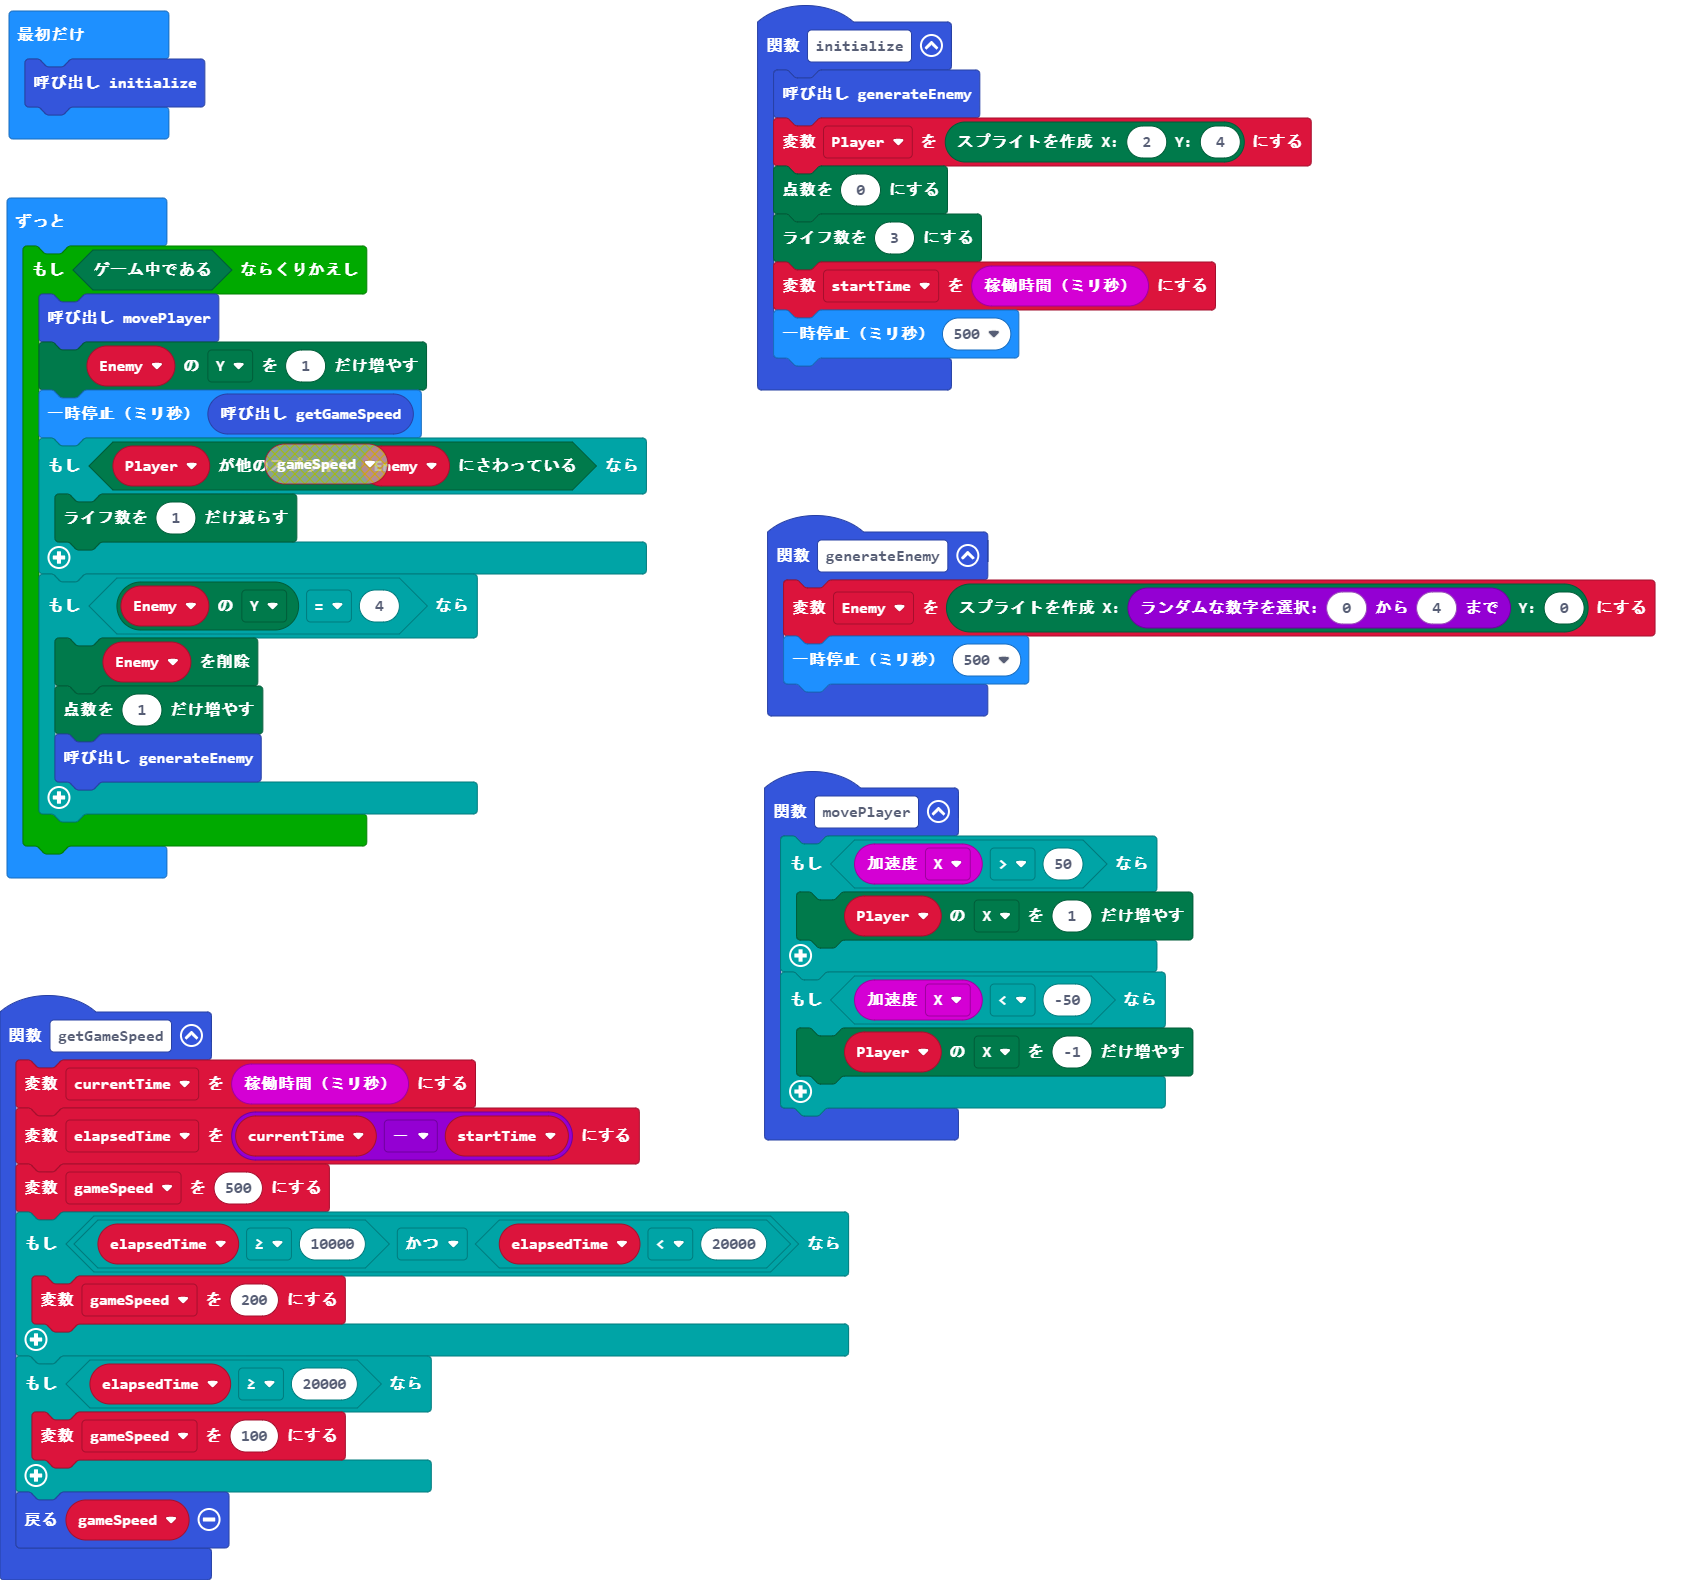 最初だけ
呼び出し initialize
ずっと
もし ゲーム中である ならくりかえし
呼び出し movePlayer
Enemy の Y を 1 だけ増やす
一時停止（ミリ秒） 呼び出し getGameSpeed
もし Player が他の gameSpeed Enemy にさわっている なら
ライフ数を 1 だけ減らす
もし Enemy の Y = 4 なら
Enemy を削除
点数を 1 だけ増やす
呼び出し generateEnemy
関数 getGameSpeed
変数 currentTime を 稼働時間（ミリ秒） にする
変数 elapsedTime を currentTime － startTime にする
変数 gameSpeed を 500 にする
もし elapsedTime ≥ 10000 かつ elapsedTime < 20000 なら
変数 gameSpeed を 200 にする
もし elapsedTime ≥ 20000 なら
変数 gameSpeed を 100 にする
戻る gameSpeed
関数 initialize
呼び出し generateEnemy
変数 Player を スプライトを作成 X: 2 Y: 4 にする
点数を 0 にする
ライフ数を 3 にする
変数 startTime を 稼働時間（ミリ秒） にする
一時停止（ミリ秒） 500
関数 generateEnemy
変数 Enemy を スプライトを作成 X: ランダムな数字を選択: 0 から 4 まで Y: 0 にする
一時停止（ミリ秒） 500
関数 movePlayer
もし 加速度 X > 50 なら
Player の X を 1 だけ増やす
もし 加速度 X < -50 なら
Player の X を -1 だけ増やす